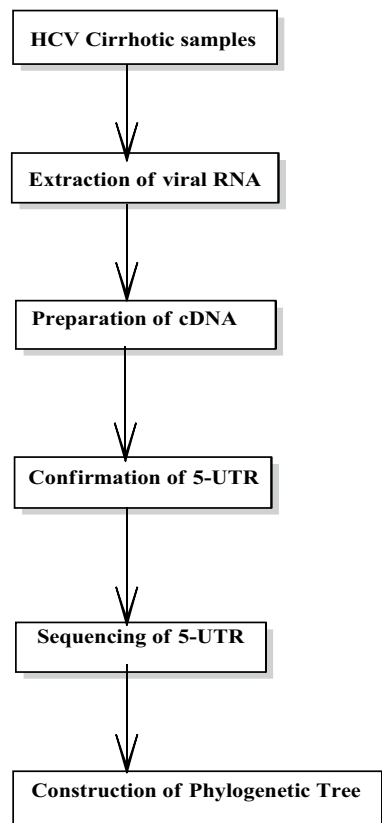 HCV Cirrhotic samples
Extraction of viral RNA
Preparation of cDNA
Confirmation of 5-UTR
Sequencing of 5-UTR
Construction of Phylogenetic Tree